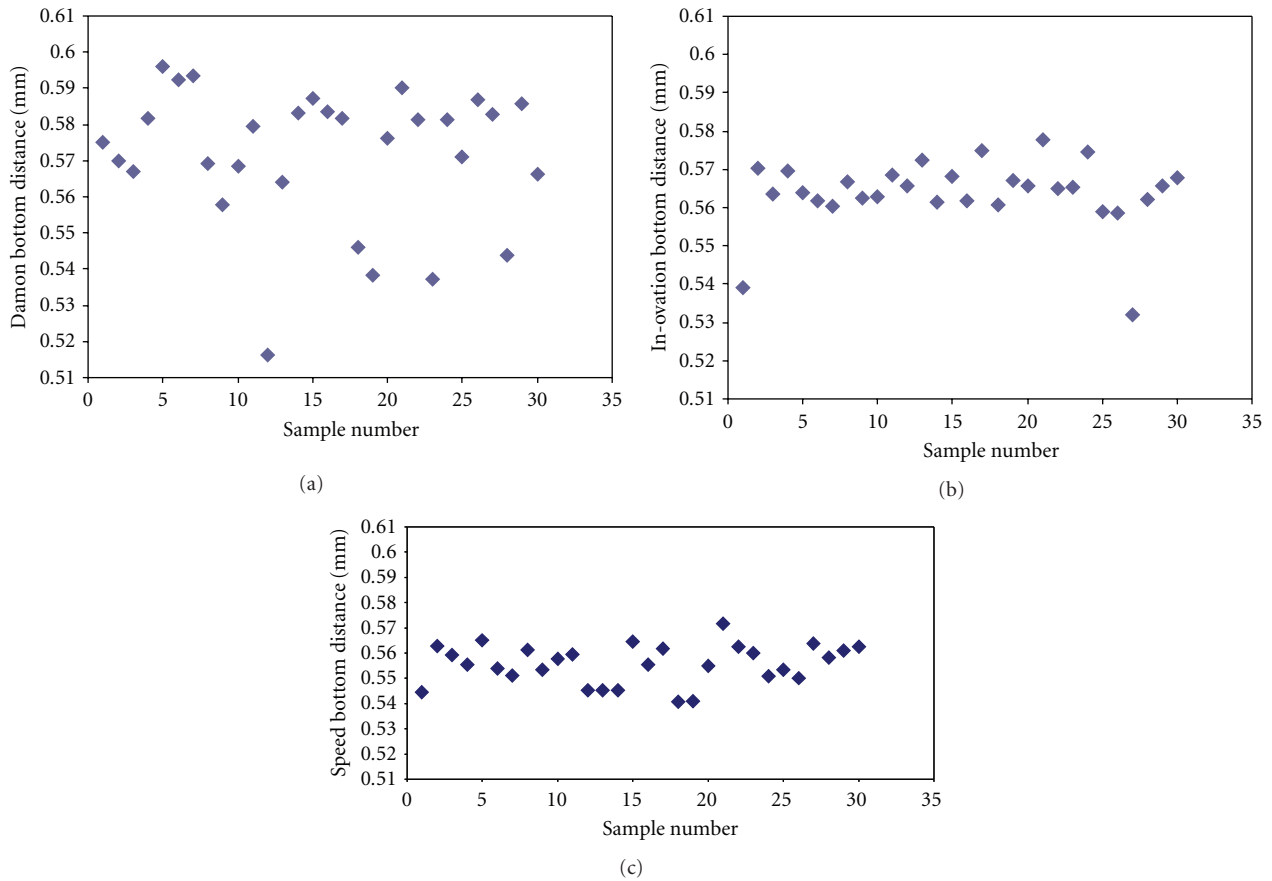 Damon bottom distance (mm)
0.61
0.6
0.59
0.58
0.57
0.56
0.55
0.54
0.53
0.52
0.51
0 5 10 15 20 25 30 35
Sample number
(a)
In-ovation bottom distance (mm)
0.61
0.6
0.59
0.58
0.57
0.56
0.55
0.54
0.53
0.52
0.51
0 5 10 15 20 25 30 35
Sample number
(b)
Speed bottom distance (mm)
0.61
0.6
0.59
0.58
0.57
0.56
0.55
0.54
0.53
0.52
0.51
0 5 10 15 20 25 30 35
Sample number
(c)